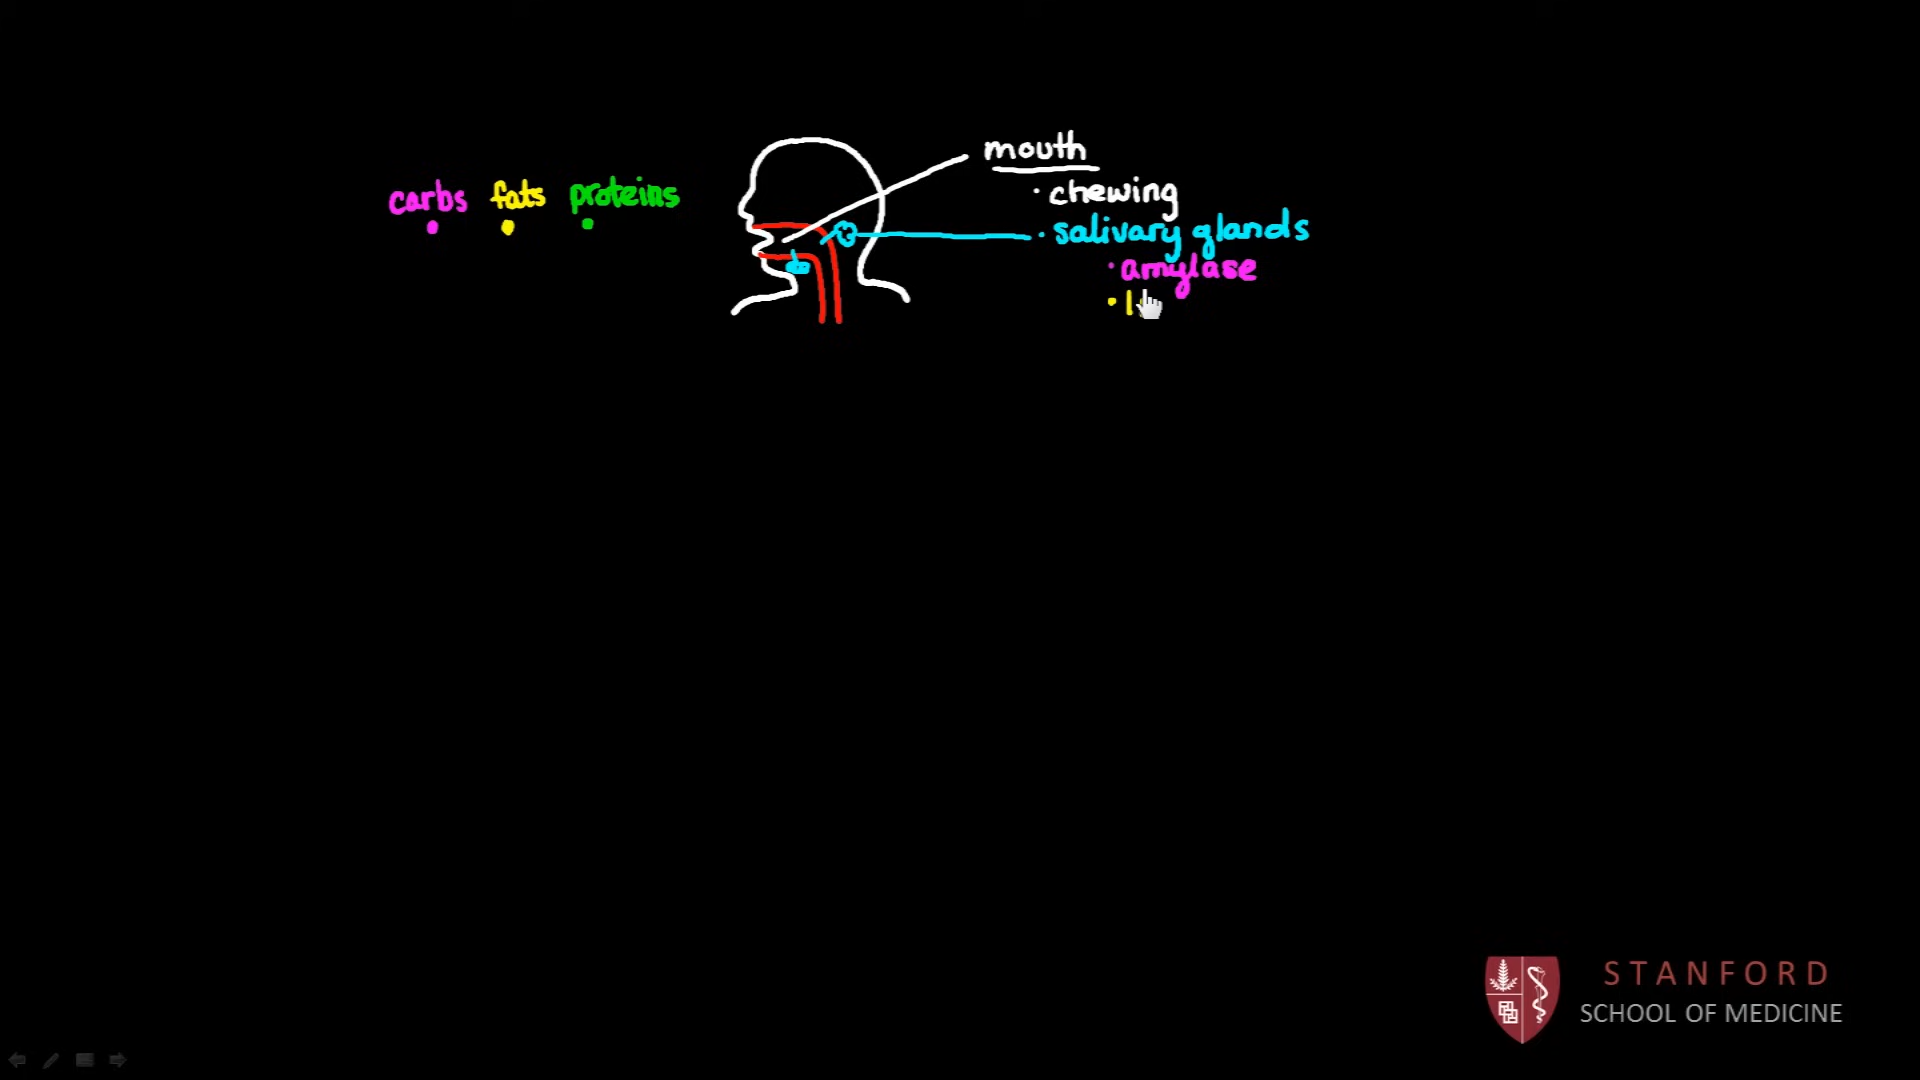 carbs fats proteins
mouth
· chewing
· salivary glands
· amylase
· l
STANFORD
SCHOOL OF MEDICINE